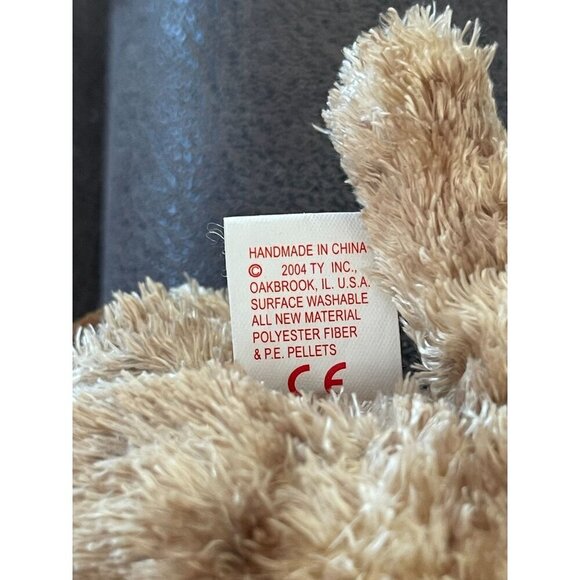 HANDMADE IN CHINA
© 2004 TY INC.,
OAKBROOK, IL. U.S.A.
SURFACE WASHABLE
ALL NEW MATERIAL
POLYESTER FIBER
& P.E. PELLETS
CE